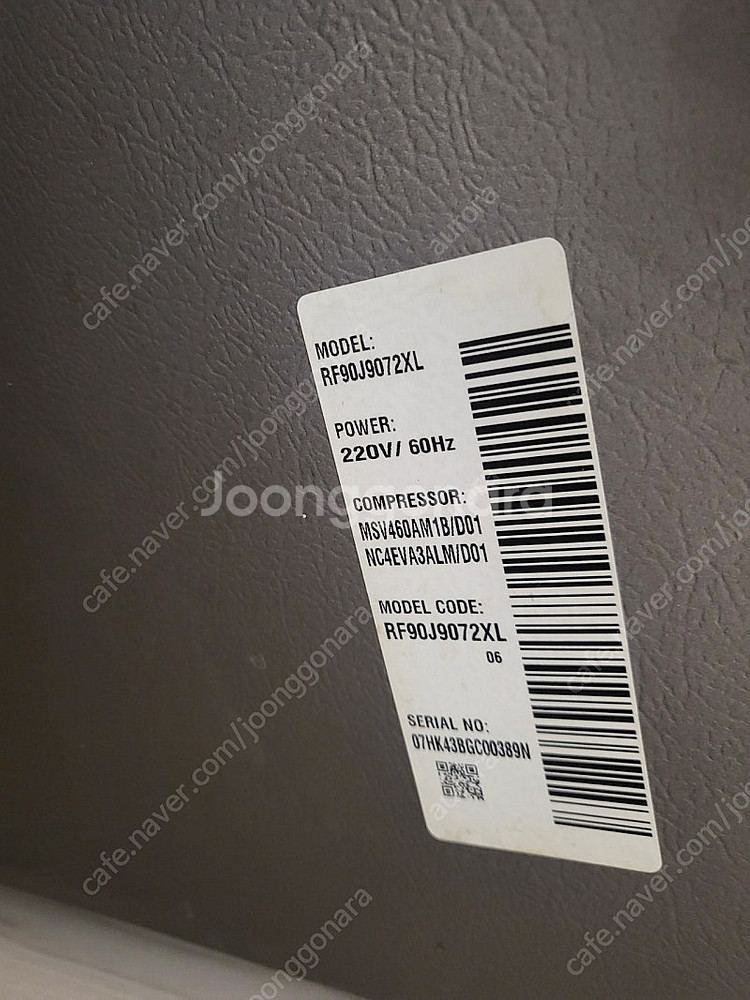 MODEL:
RF90J9072XL
POWER:
220V/ 60Hz
COMPRESSOR:
MSV460AM1B/D01
NC4EVA3ALM/D01
MODEL CODE:
RF90J9072XL
06
SERIAL NO:
07HK43BGC00389N
Joonggonara
cafe.naver.com/joonggonara
aurora